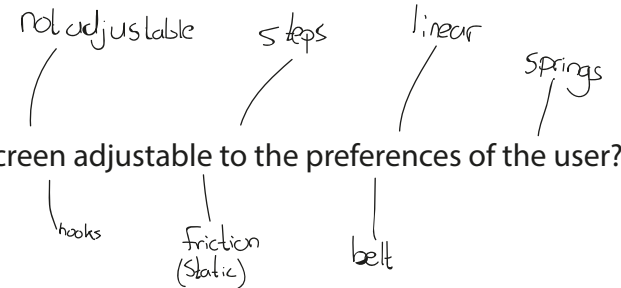 not adjustable
steps
linear
springs
creen adjustable to the preferences of the user?
hooks
friction
(static)
belt